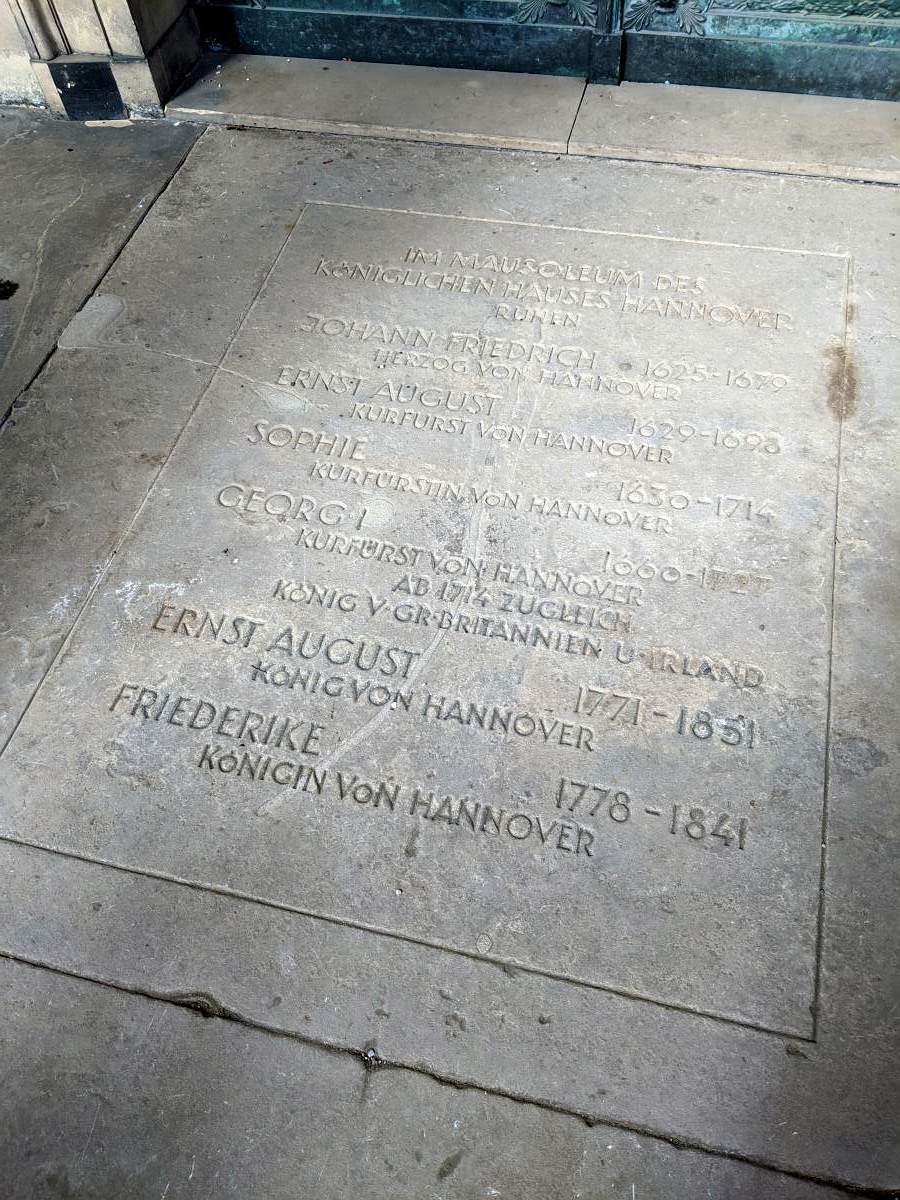 IM MAUSOLEUM DES
KÖNIGLICHEN HAUSES HANNOVER
RUHEN
JOHANN FRIEDRICH 1625-1679
HERZOG VON HANNOVER
ERNST AUGUST 1629-1698
KURFÜRST VON HANNOVER
SOPHIE 1630-1714
KURFÜRSTIN VON HANNOVER
GEORG I 1660-1727
KURFÜRST VON HANNOVER
AB 1714 ZUGLEICH
KÖNIG V·GR·BRITANNIEN U·IRLAND
ERNST AUGUST 1771-1851
KÖNIG VON HANNOVER
FRIEDERIKE 1778-1841
KÖNIGIN VON HANNOVER